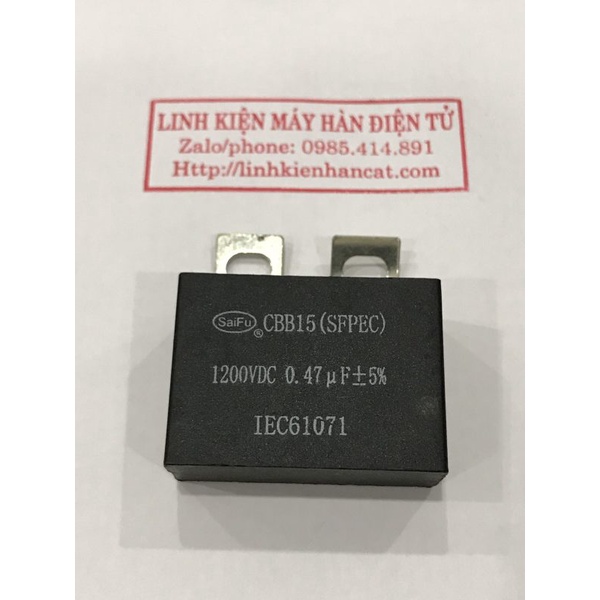 LINH KIỆN MÁY HÀN ĐIỆN TỬ
Zalo/phone: 0985.414.891
Http://linhkienhancat.com
SaiFu ® CBB15(SFPEC)
1200VDC 0.47μF±5%
IEC61071